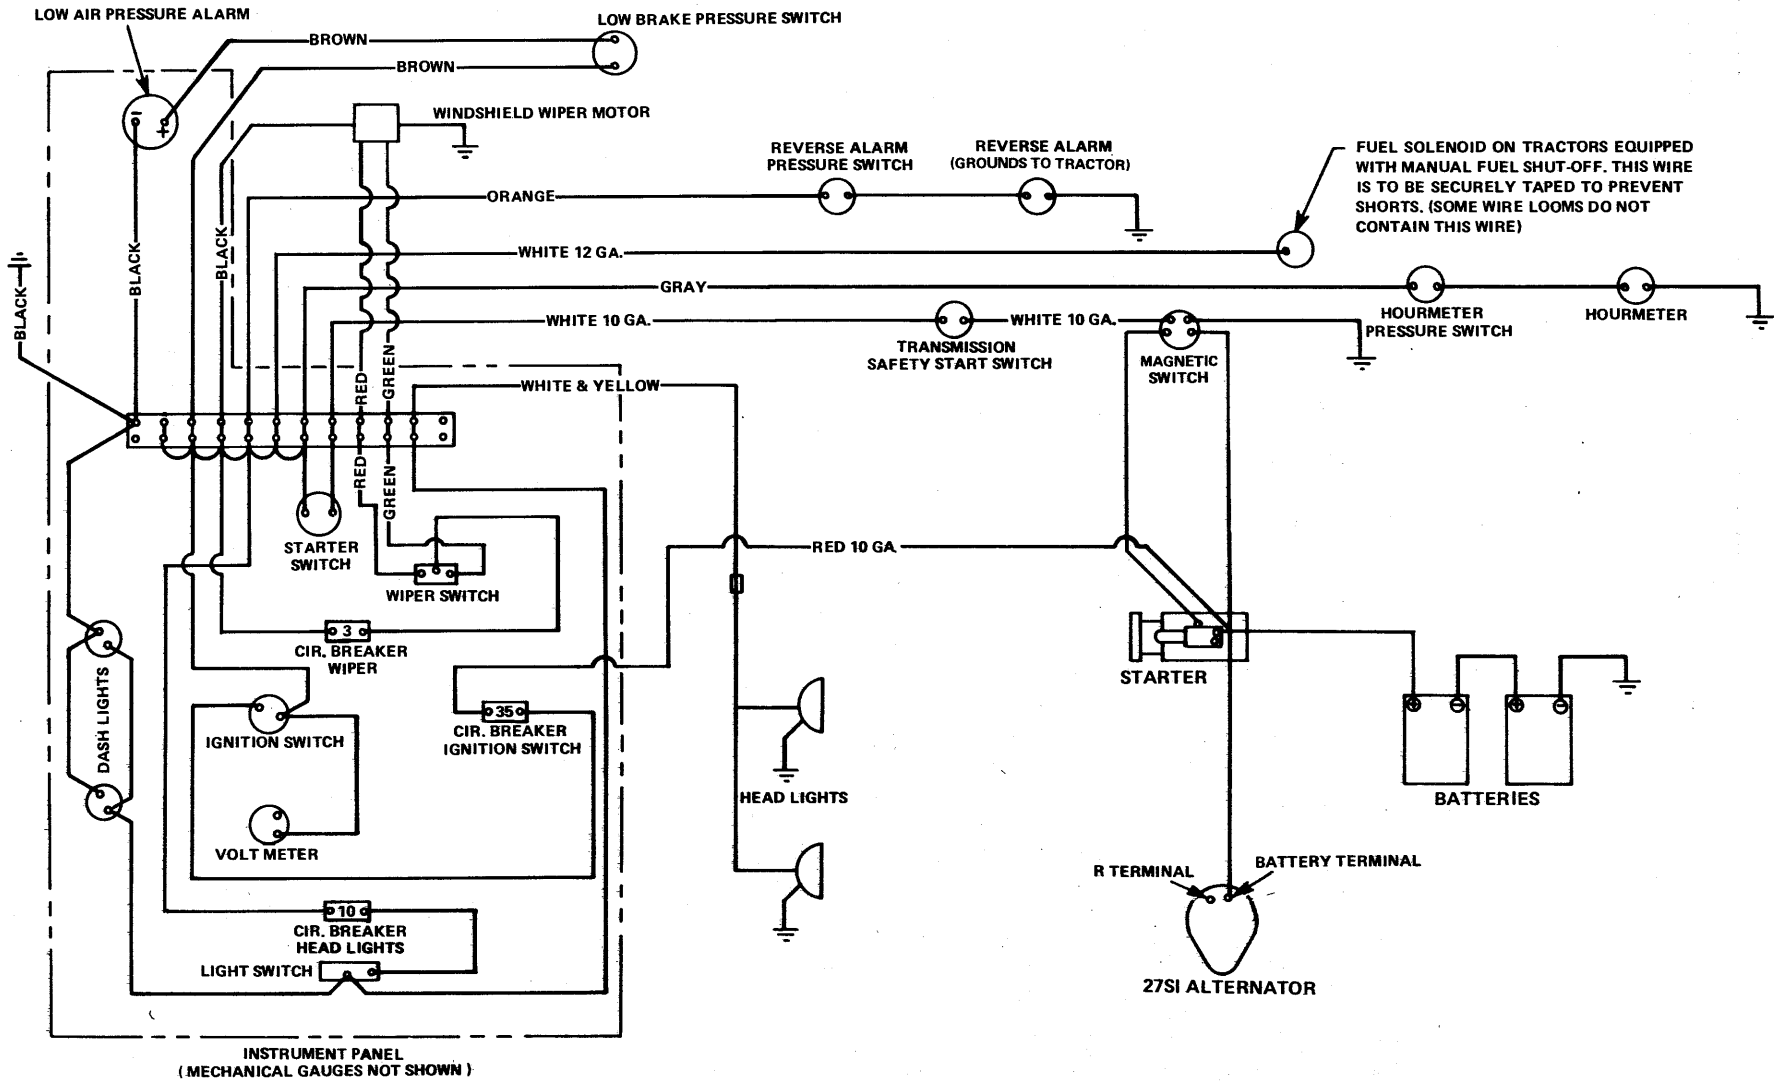 LOW AIR PRESSURE ALARM
LOW BRAKE PRESSURE SWITCH
BROWN
BROWN
WINDSHIELD WIPER MOTOR
REVERSE ALARM
PRESSURE SWITCH
REVERSE ALARM
(GROUNDS TO TRACTOR)
FUEL SOLENOID ON TRACTORS EQUIPPED
WITH MANUAL FUEL SHUT-OFF. THIS WIRE
IS TO BE SECURELY TAPED TO PREVENT
SHORTS. (SOME WIRE LOOMS DO NOT
CONTAIN THIS WIRE)
- +
ORANGE
BLACK
BLACK
BLACK
WHITE 12 GA.
GRAY
HOURMETER
PRESSURE SWITCH
HOURMETER
WHITE 10 GA.
WHITE 10 GA.
TRANSMISSION
SAFETY START SWITCH
MAGNETIC
SWITCH
RED
GREEN
WHITE & YELLOW
RED
GREEN
STARTER
SWITCH
RED 10 GA.
WIPER SWITCH
3
CIR. BREAKER
WIPER
STARTER
DASH LIGHTS
IGNITION SWITCH
35
CIR. BREAKER
IGNITION SWITCH
+ - + -
BATTERIES
HEAD LIGHTS
VOLT METER
R TERMINAL
BATTERY TERMINAL
10
CIR. BREAKER
HEAD LIGHTS
LIGHT SWITCH
27SI ALTERNATOR
INSTRUMENT PANEL
(MECHANICAL GAUGES NOT SHOWN)